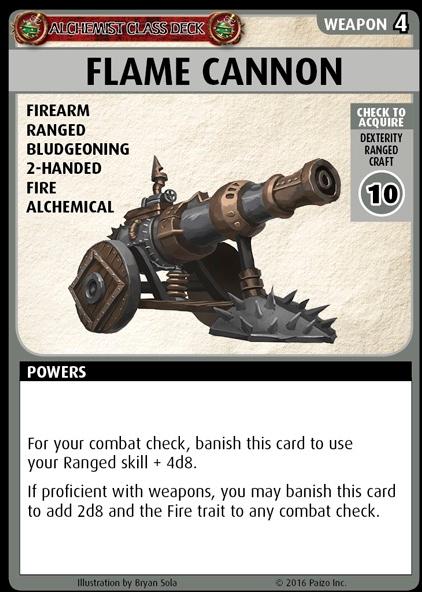 ALCHEMIST CLASS DECK
WEAPON 4
FLAME CANNON
FIREARM
RANGED
BLUDGEONING
2-HANDED
FIRE
ALCHEMICAL
CHECK TO
ACQUIRE
DEXTERITY
RANGED
CRAFT
10
POWERS
For your combat check, banish this card to use
your Ranged skill + 4d8.
If proficient with weapons, you may banish this card
to add 2d8 and the Fire trait to any combat check.
Illustration by Bryan Sola
© 2016 Paizo Inc.